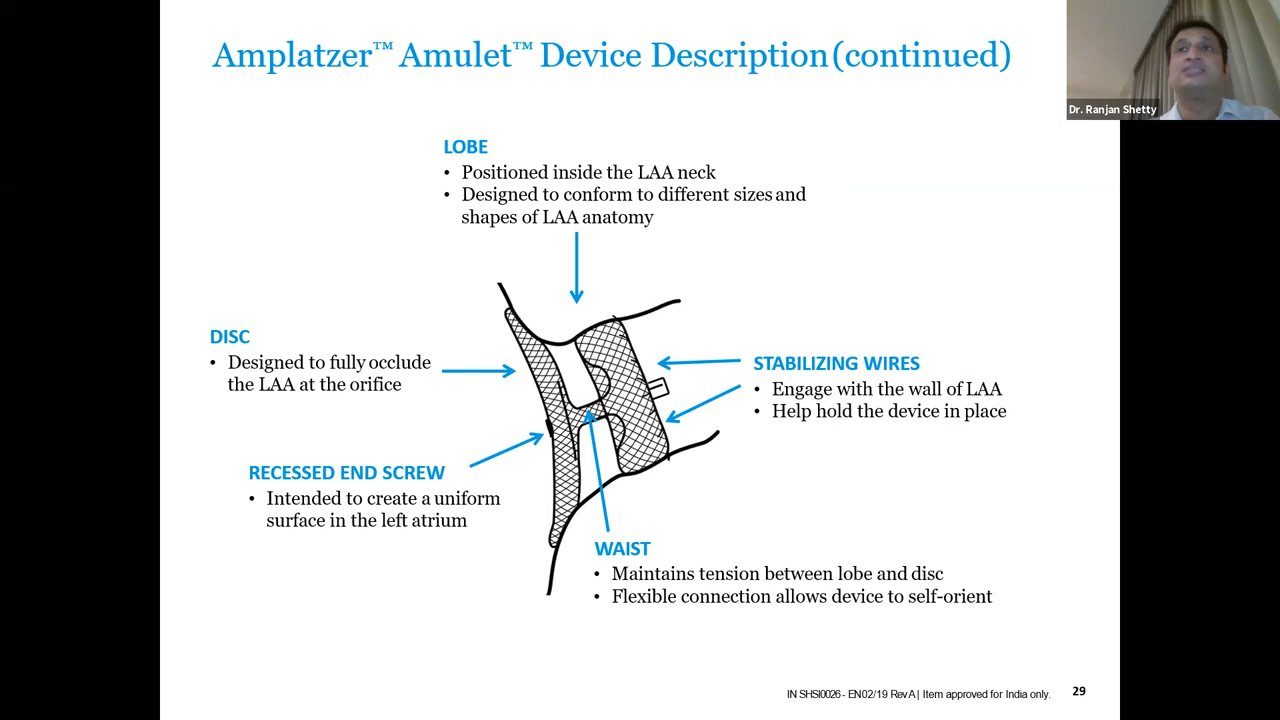 Amplatzer™ Amulet™ Device Description (continued)
Dr. Ranjan Shetty
LOBE
• Positioned inside the LAA neck
• Designed to conform to different sizes and
shapes of LAA anatomy
DISC
• Designed to fully occlude
the LAA at the orifice
STABILIZING WIRES
• Engage with the wall of LAA
• Help hold the device in place
RECESSED END SCREW
• Intended to create a uniform
surface in the left atrium
WAIST
• Maintains tension between lobe and disc
• Flexible connection allows device to self-orient
IN SHSI0026 - EN 02/19 Rev A | Item approved for India only.
29